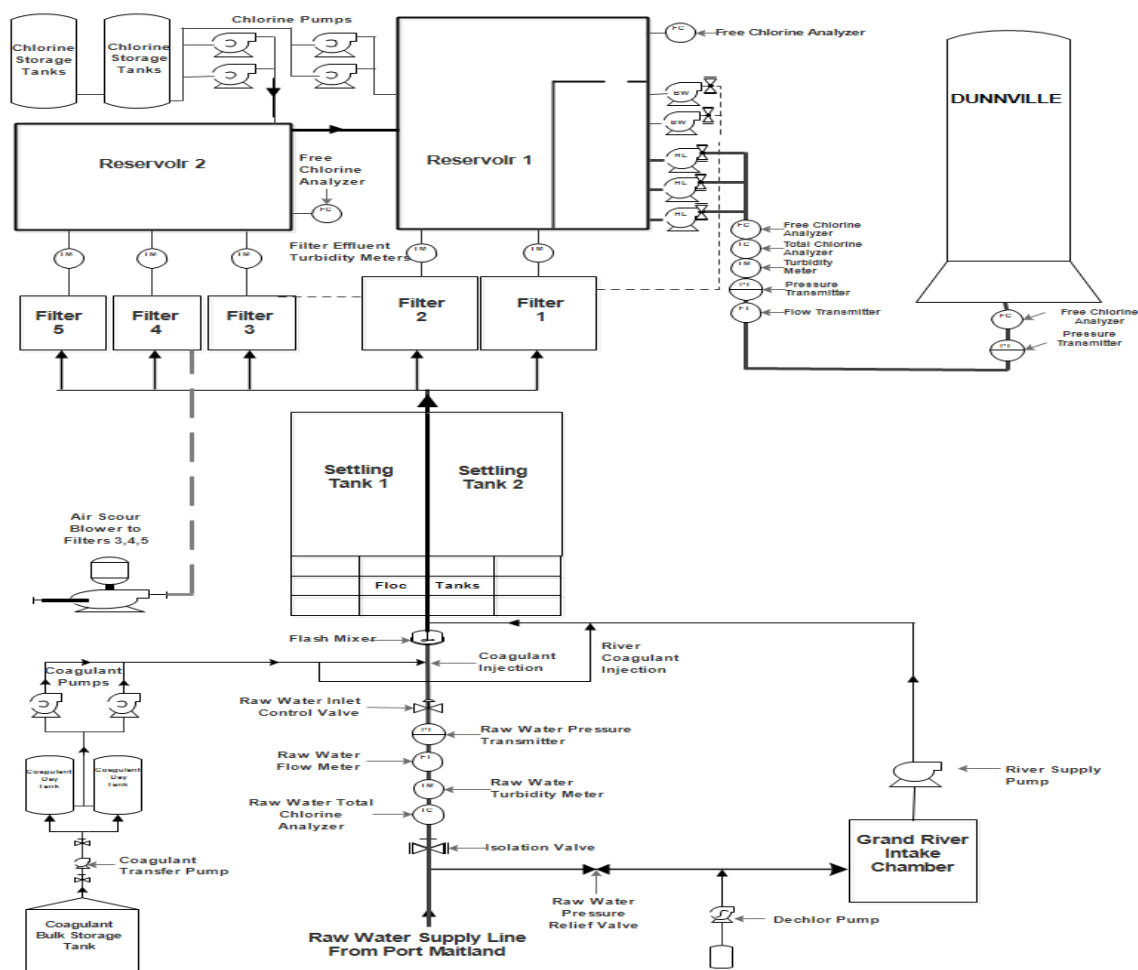 Chlorine Pumps
Chlorine
Storage
Tanks
Chlorine
Storage
Tanks
C
C
C
C
FC
Free Chlorine Analyzer
DUNNVILLE
BW
BW
HL
HL
HL
Reservoir 2
Reservoir 1
Free
Chlorine
Analyzer
FC
Filter Effluent
Turbidity Meters
TM
TM
TM
TM
TM
FC
Free Chlorine
Analyzer
TC
Total Chlorine
Analyzer
TM
Turbidity
Meter
PT
Pressure
Transmitter
FT
Flow Transmitter
FC
Free Chlorine
Analyzer
PT
Pressure
Transmitter
Filter
5
Filter
4
Filter
3
Filter
2
Filter
1
Settling
Tank 1
Settling
Tank 2
Air Scour
Blower to
Filters 3,4,5
Floc Tanks
Flash Mixer
Coagulant
Injection
River
Coagulant
Injection
Coagulant
Pumps
C
C
Raw Water Inlet
Control Valve
PT
Raw Water Pressure
Transmitter
Raw Water
Flow Meter
FT
TM
Raw Water
Turbidity Meter
Raw Water Total
Chlorine
Analyzer
TC
Coagulant
Day
Tank
Coagulant
Day
Tank
River Supply
Pump
Isolation Valve
Grand River
Intake
Chamber
Coagulant
Transfer Pump
Raw Water
Pressure
Relief Valve
Dechlor Pump
Coagulant
Bulk Storage
Tank
Raw Water Supply Line
From Port Maitland